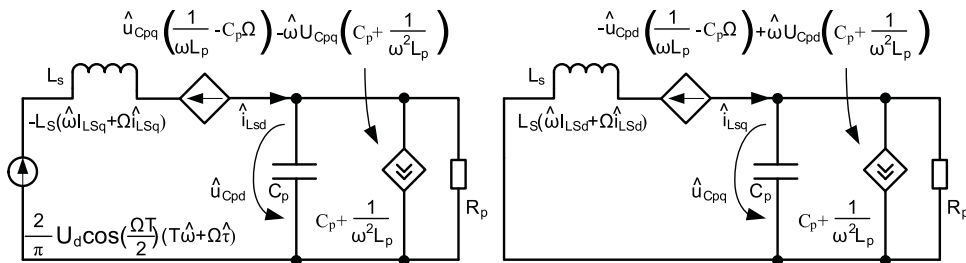 û_Cpq(1/(ωL_p) -C_pΩ)-ω̂U_Cpq(C_p+ 1/(ω²L_p))
L_s
-L_S(ω̂I_LSq+Ωî_LSq)
î_Lsd
û_Cpd
C_p
C_p+ 1/(ω²L_p)
R_p
2/π U_d cos(ΩT/2)(Tω̂+Ωτ̂)
-û_Cpd(1/(ωL_p) -C_pΩ)+ω̂U_Cpd(C_p+ 1/(ω²L_p))
L_s
L_S(ω̂I_LSd+Ωî_LSd)
î_Lsq
û_Cpq
C_p
C_p+ 1/(ω²L_p)
R_p